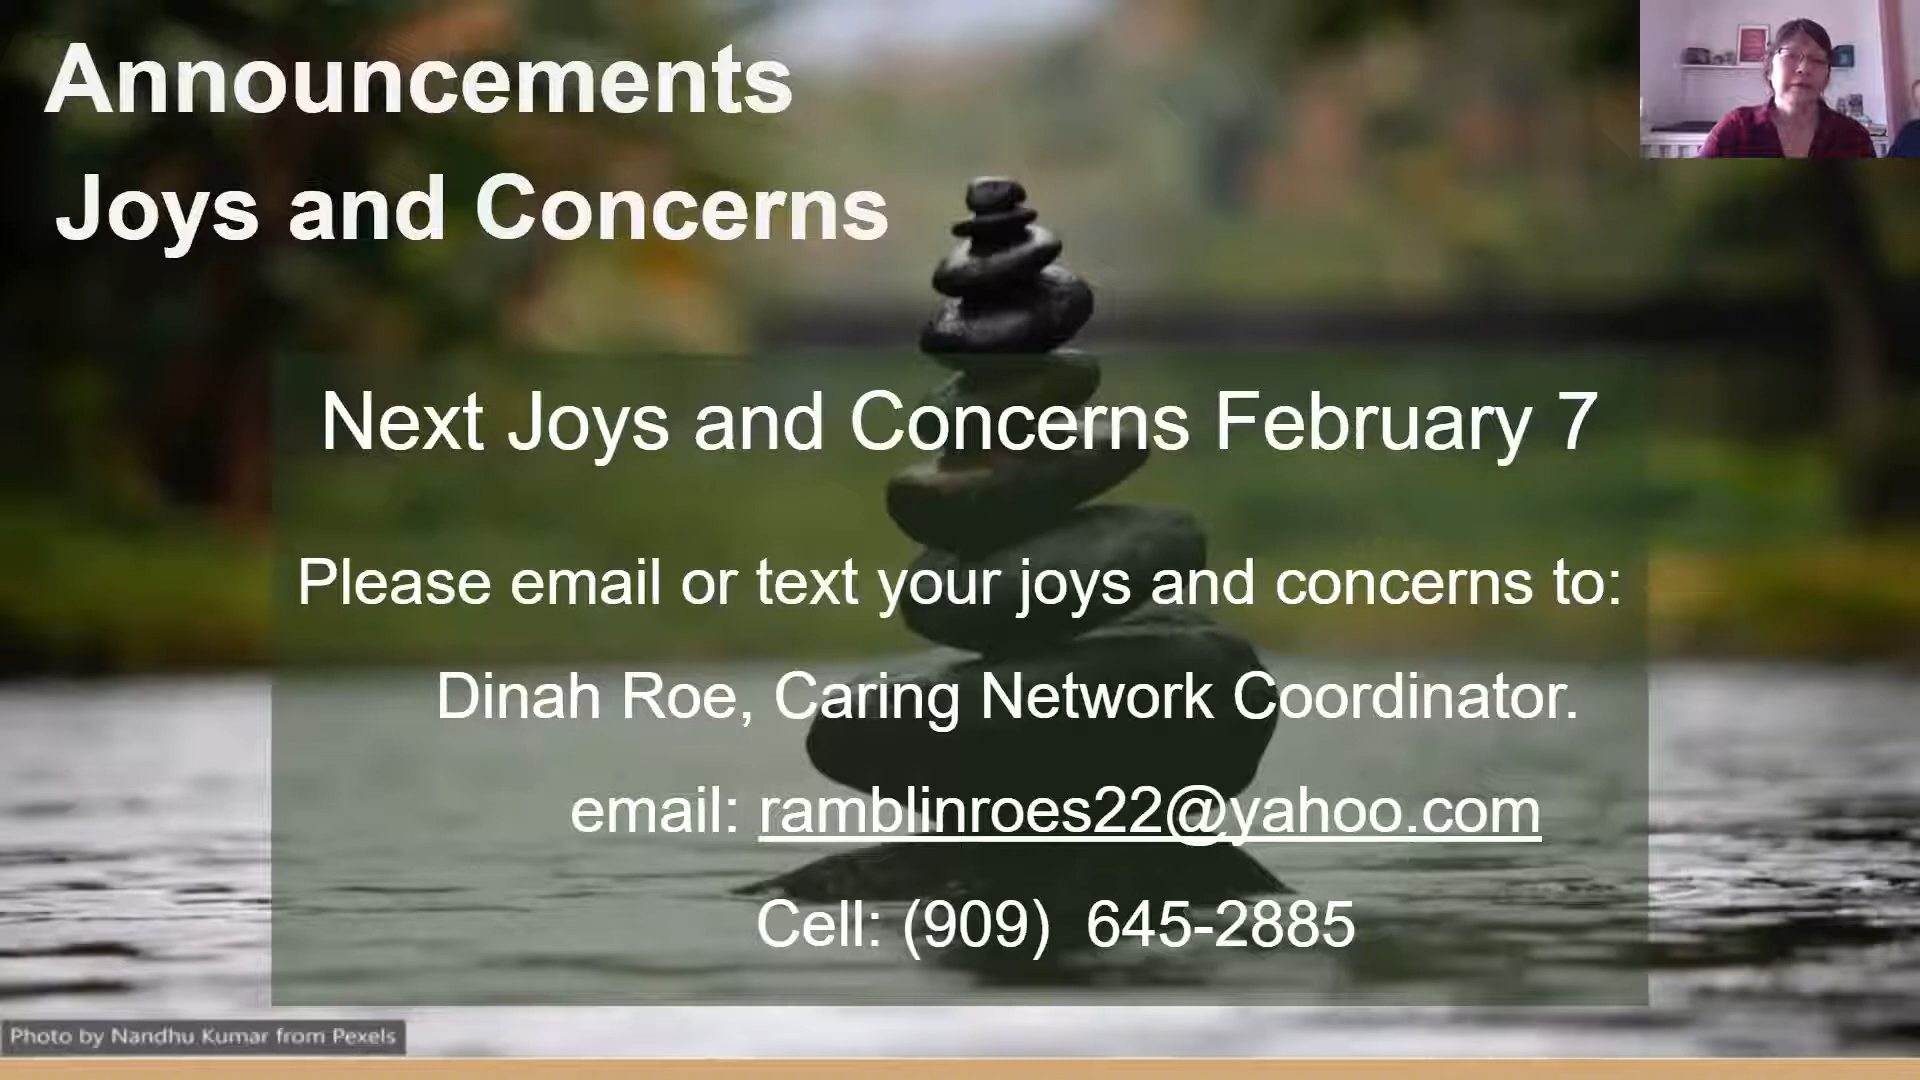 Announcements
Joys and Concerns
Next Joys and Concerns February 7
Please email or text your joys and concerns to:
Dinah Roe, Caring Network Coordinator.
email: ramblinroes22@yahoo.com
Cell: (909) 645-2885
Photo by Nandhu Kumar from Pexels